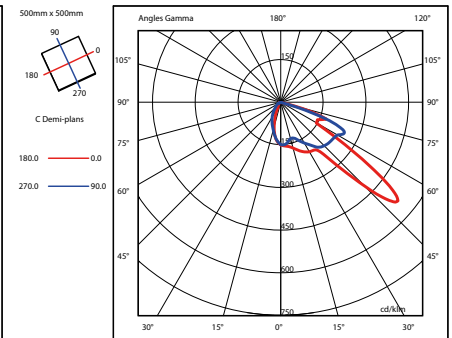 500mm x 500mm
90
0
180
270
C Demi-plans
180.0 0.0
270.0 90.0
Angles Gamma 180° 120°
105° 150 105°
90° 90°
75° 150 75°
60° 300 60°
45° 450 45°
600
750 cd/klm
30° 15° 0° 15° 30°